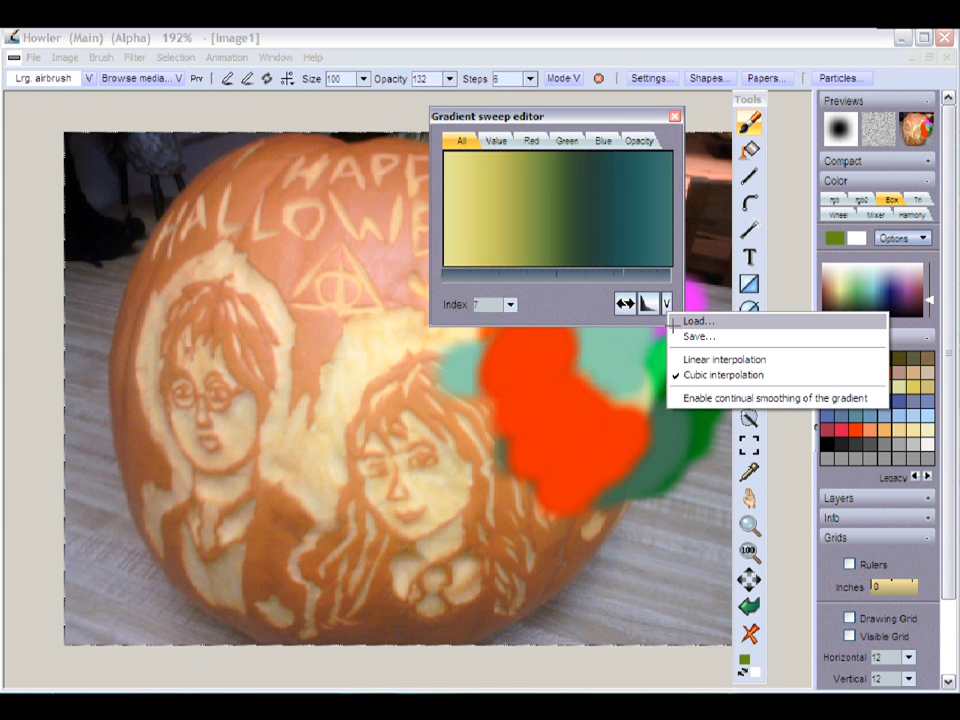 Howler (Main) (Alpha) 192% - [Image1]
File Image Brush Filter Selection Animation Window Help
Lrg. airbrush V Browse media... V Prv Size 100 Opacity 132 Steps 6 Mode V Settings... Shapes... Papers... Particles...
Tools
Previews
Gradient sweep editor
All Value Red Green Blue Opacity
Compact
Color
rgb rgb2 Box Tri
Wheel Mixer Harmony
Options
HAPP
HALLOWE
T
Index 7
V
Load...
Save...
Linear interpolation
Cubic interpolation
Enable continual smoothing of the gradient
Legacy
Layers
Info
Grids
100
Rulers
Inches 0
Drawing Grid
Visible Grid
Horizontal 12
Vertical 12